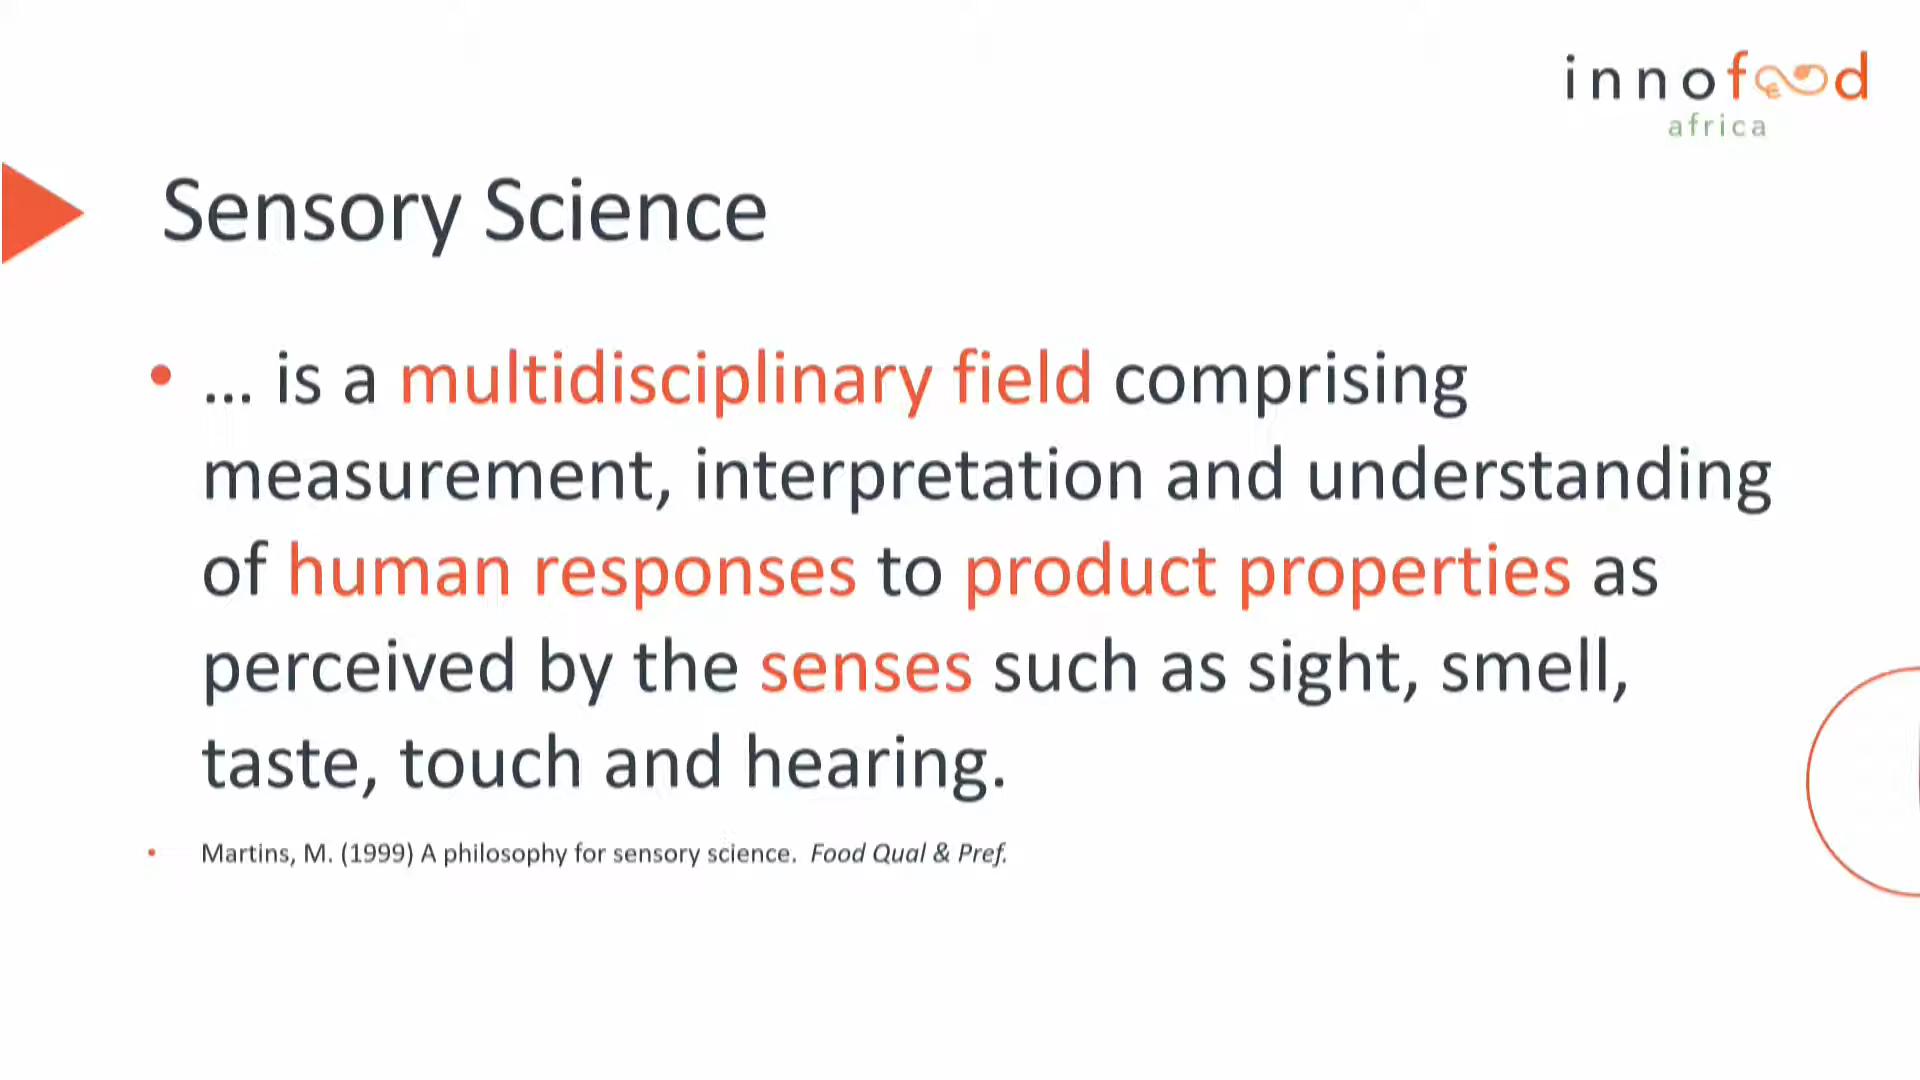 innofood
africa
Sensory Science
• ... is a multidisciplinary field comprising
measurement, interpretation and understanding
of human responses to product properties as
perceived by the senses such as sight, smell,
taste, touch and hearing.
• Martins, M. (1999) A philosophy for sensory science. Food Qual & Pref.